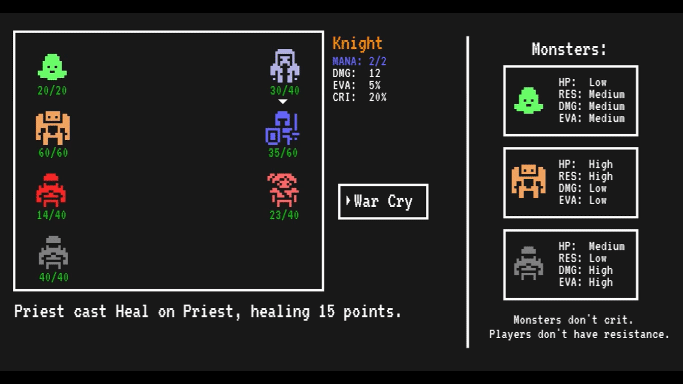 20/20
30/40
60/60
35/60
14/40
23/40
40/40
Knight
MANA: 2/2
DMG: 12
EVA: 5%
CRI: 20%
War Cry
Priest cast Heal on Priest, healing 15 points.
Monsters:
HP: Low
RES: Medium
DMG: Medium
EVA: Medium
HP: High
RES: High
DMG: Low
EVA: Low
HP: Medium
RES: Low
DMG: High
EVA: High
Monsters don't crit.
Players don't have resistance.